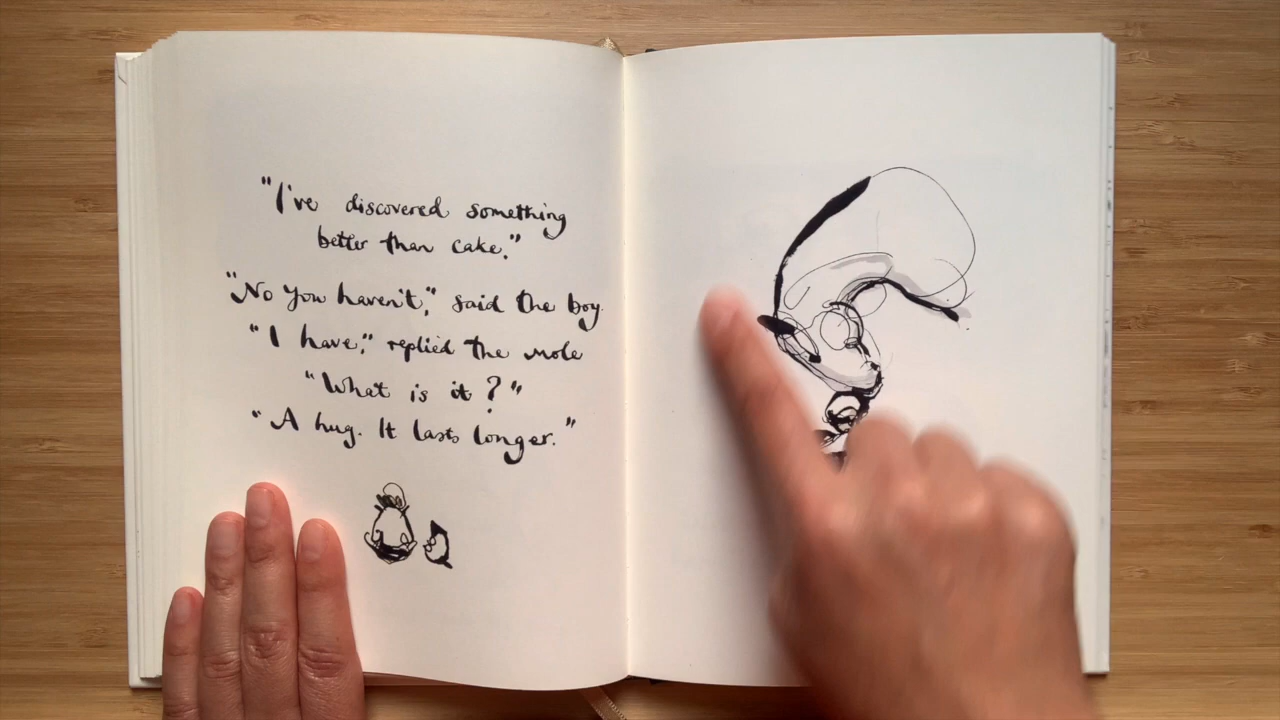 "I've discovered something
better than cake."
"No you haven't," said the boy.
"I have," replied the mole
"What is it?"
"A hug. It lasts longer."